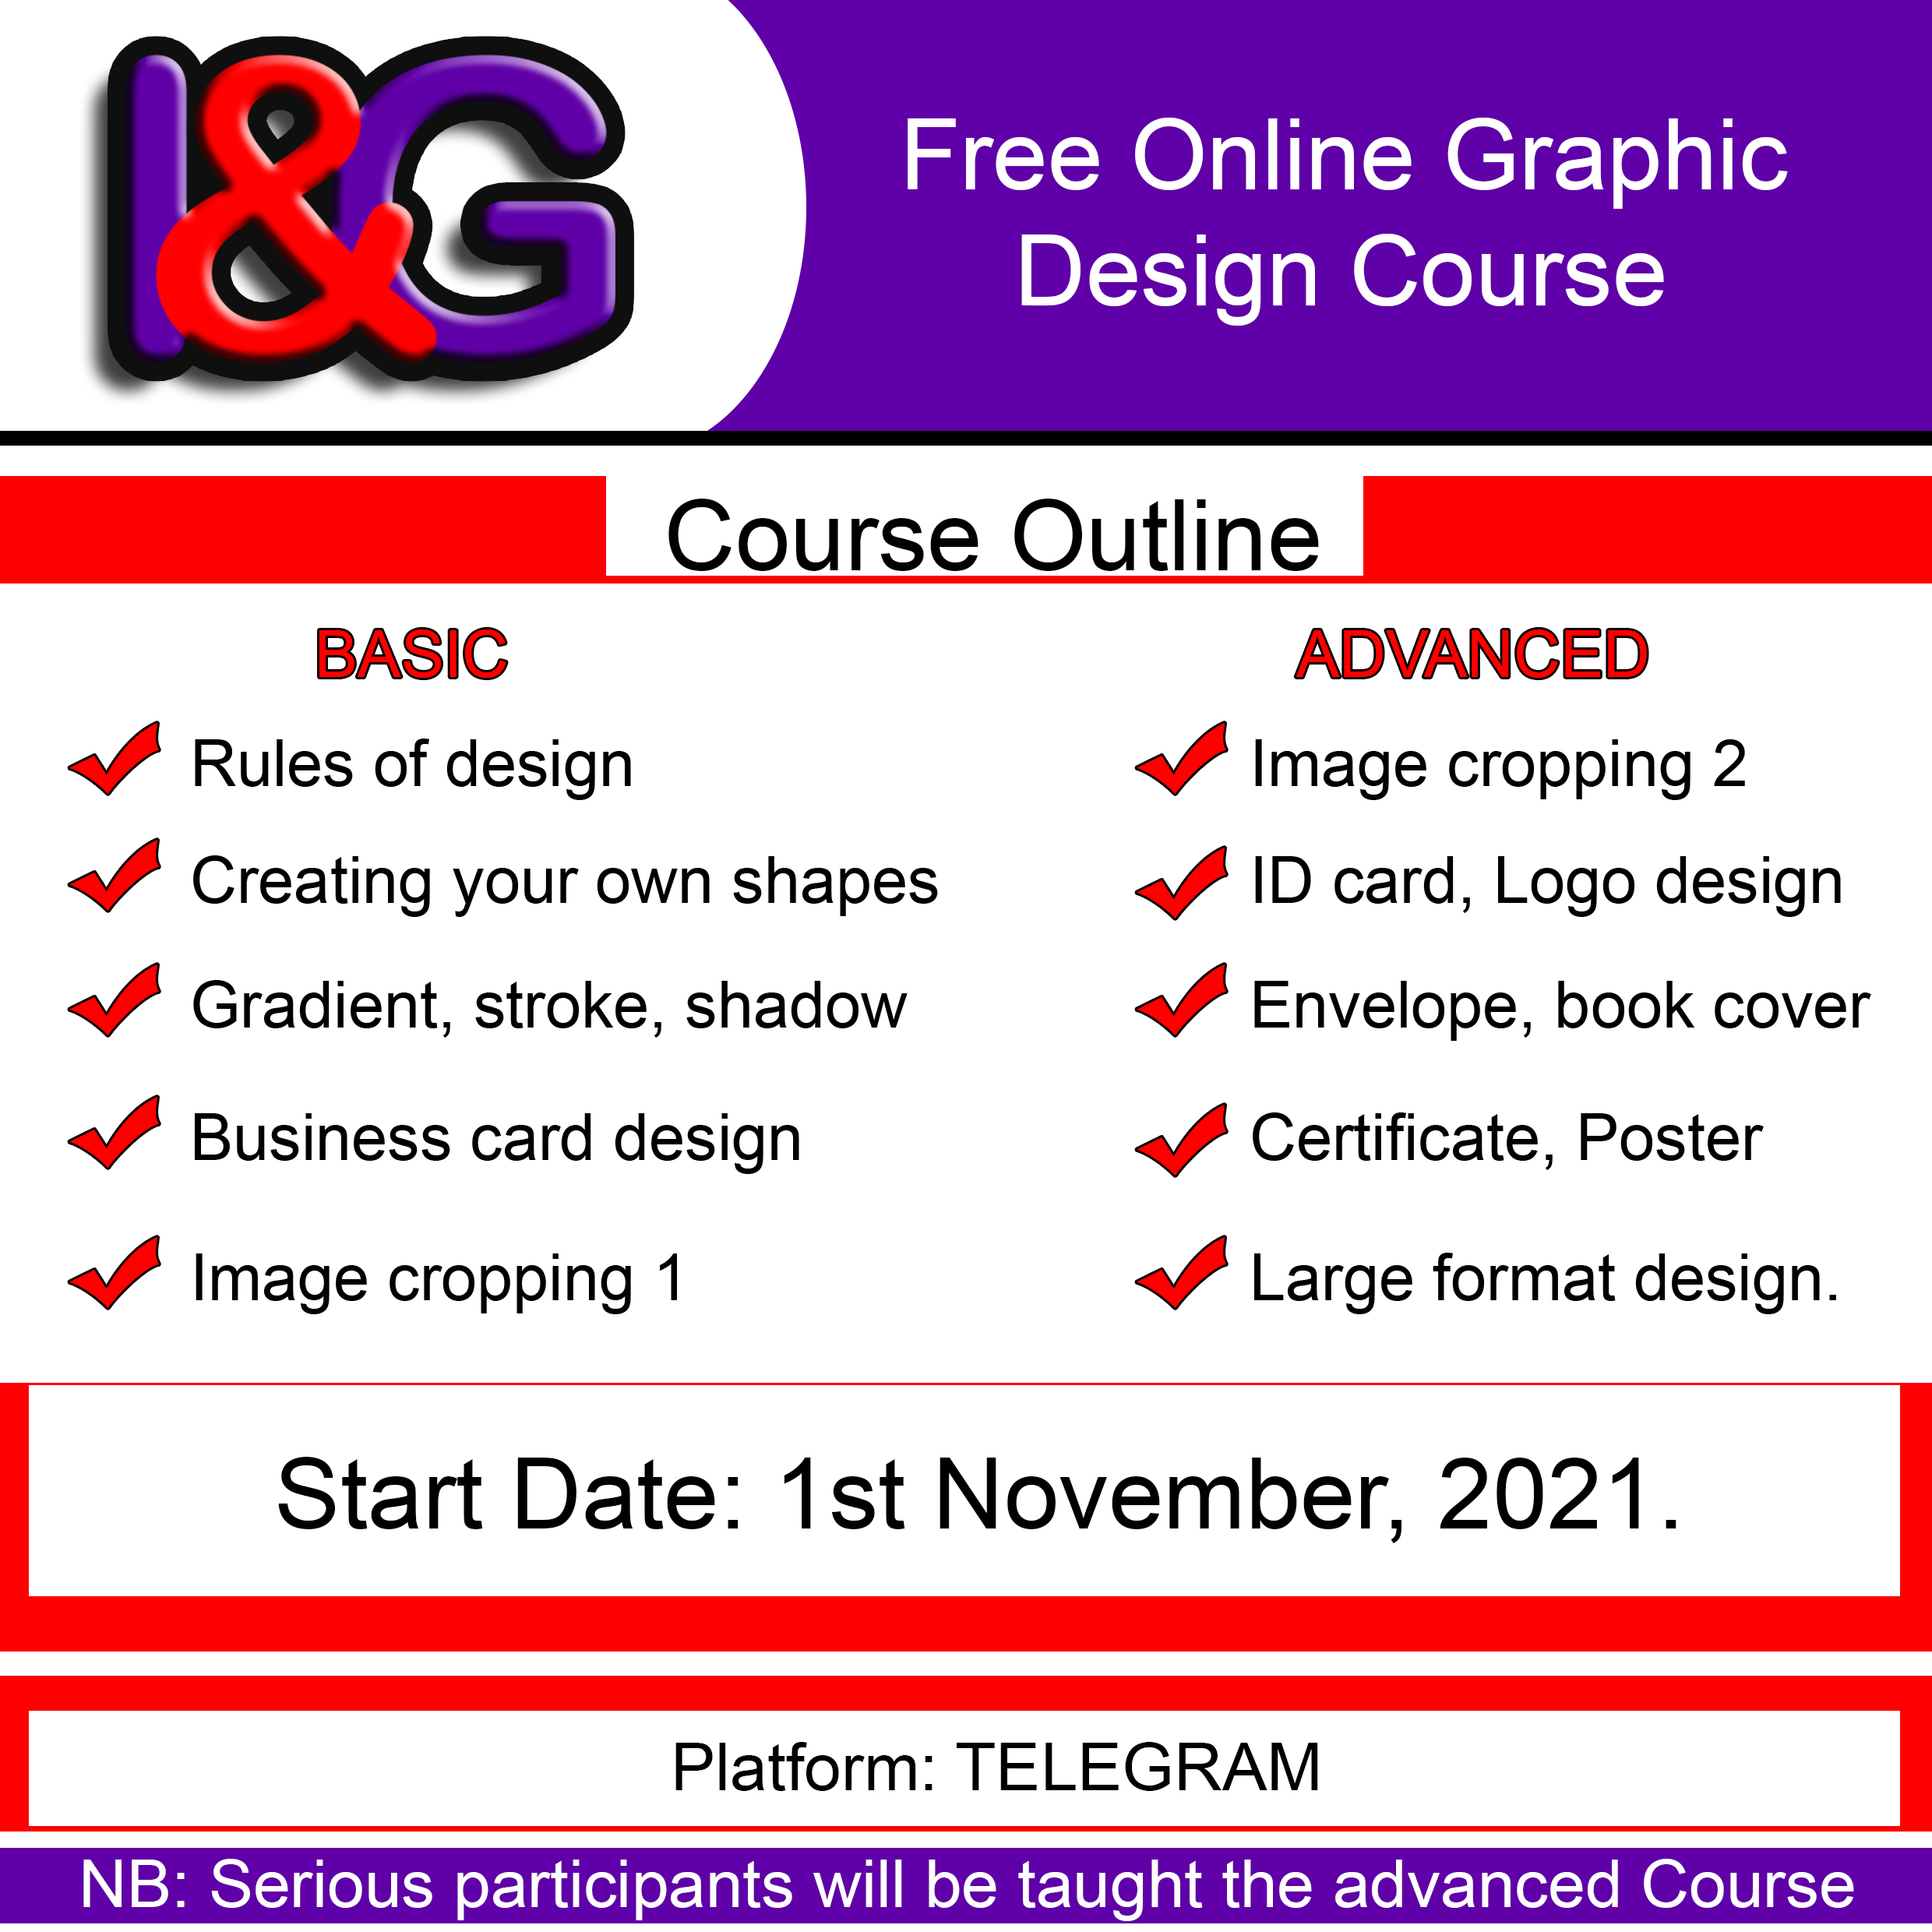 I&G
Free Online Graphic
Design Course
Course Outline
BASIC
Rules of design
Creating your own shapes
Gradient, stroke, shadow
Business card design
Image cropping 1
ADVANCED
Image cropping 2
ID card, Logo design
Envelope, book cover
Certificate, Poster
Large format design.
Start Date: 1st November, 2021.
Platform: TELEGRAM
NB: Serious participants will be taught the advanced Course